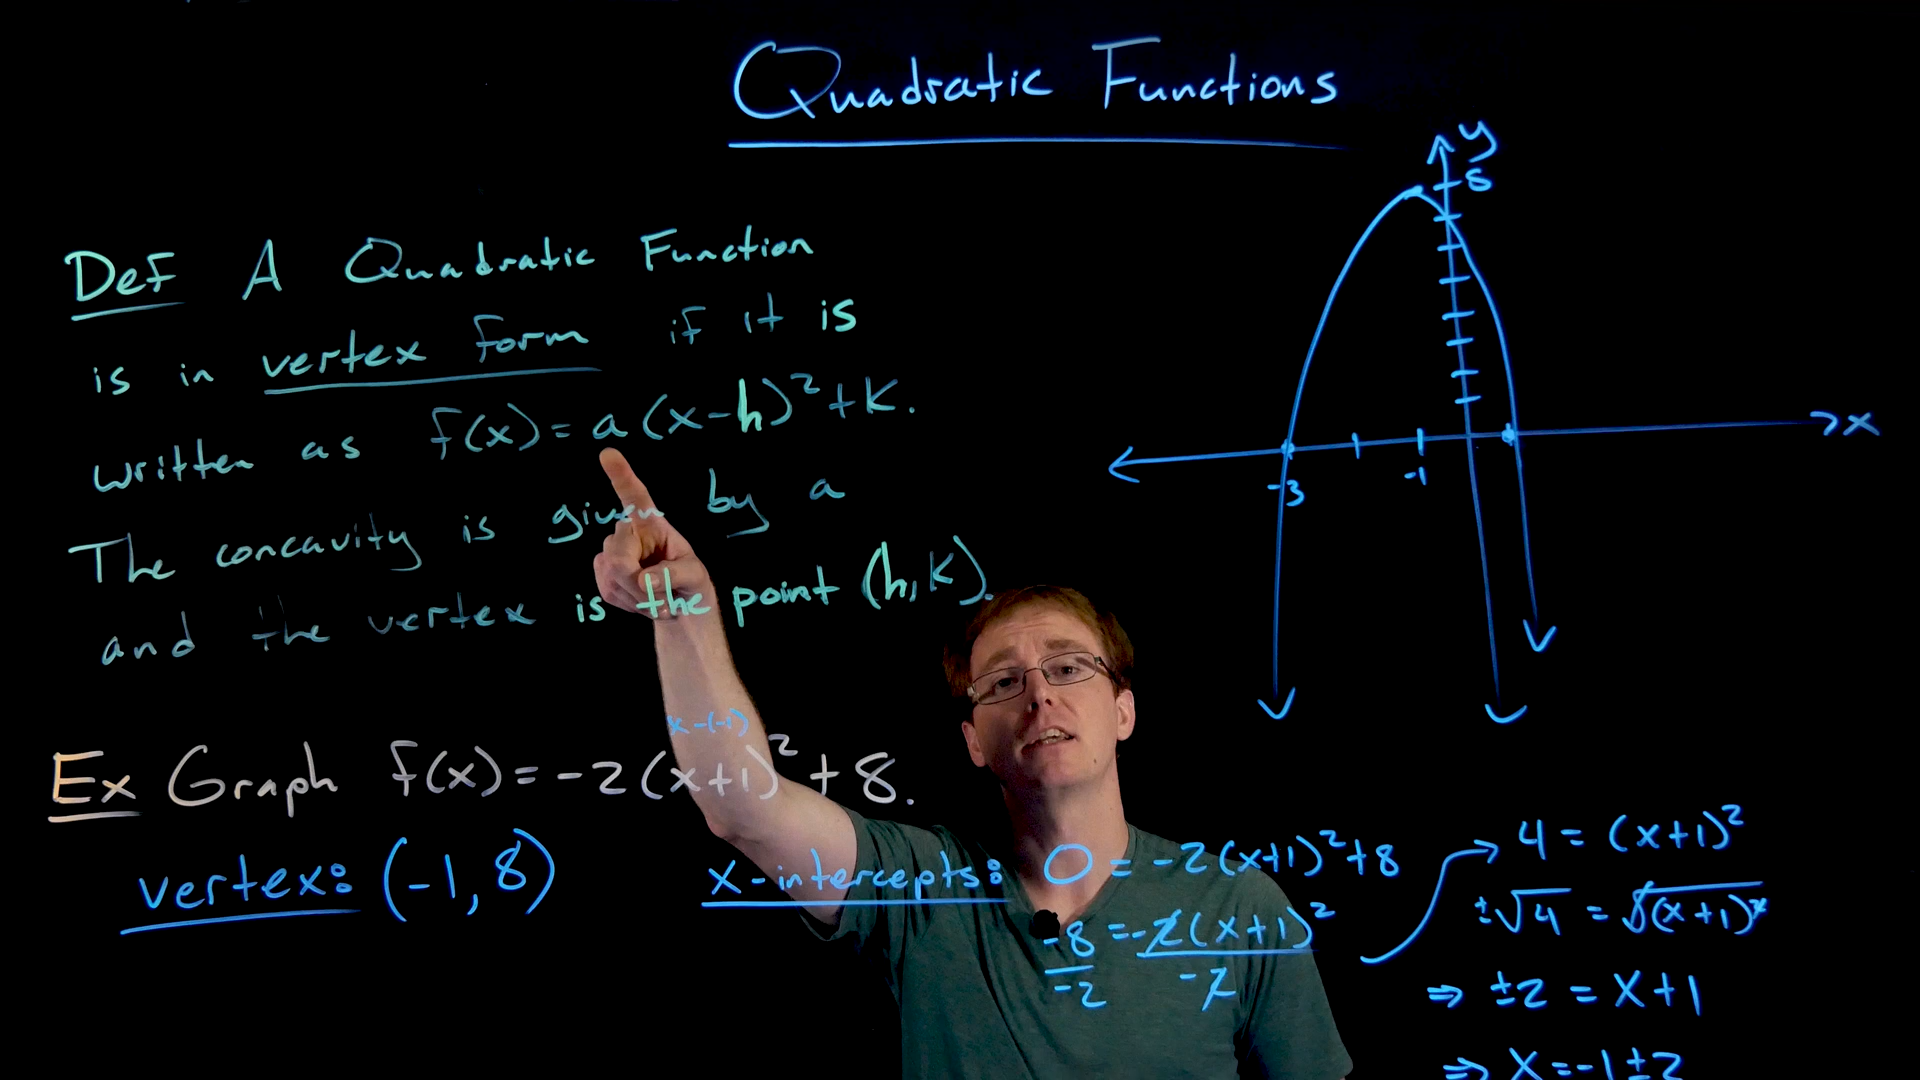 Quadratic Functions
Def A Quadratic Function
is in vertex form if it is
written as f(x)=a(x-h)²+k.
The concavity is given by a
and the vertex is the point (h,k).
y
8
x
-3
-1
x-(-1)
Ex Graph f(x)=-2(x+1)²+8.
vertex: (-1,8)
x-intercepts: 0=-2(x+1)²+8
-8=-2(x+1)²
-2 -2
→ 4=(x+1)²
±√4=√(x+1)²
⇒ ±2=x+1
⇒ x=-1±2